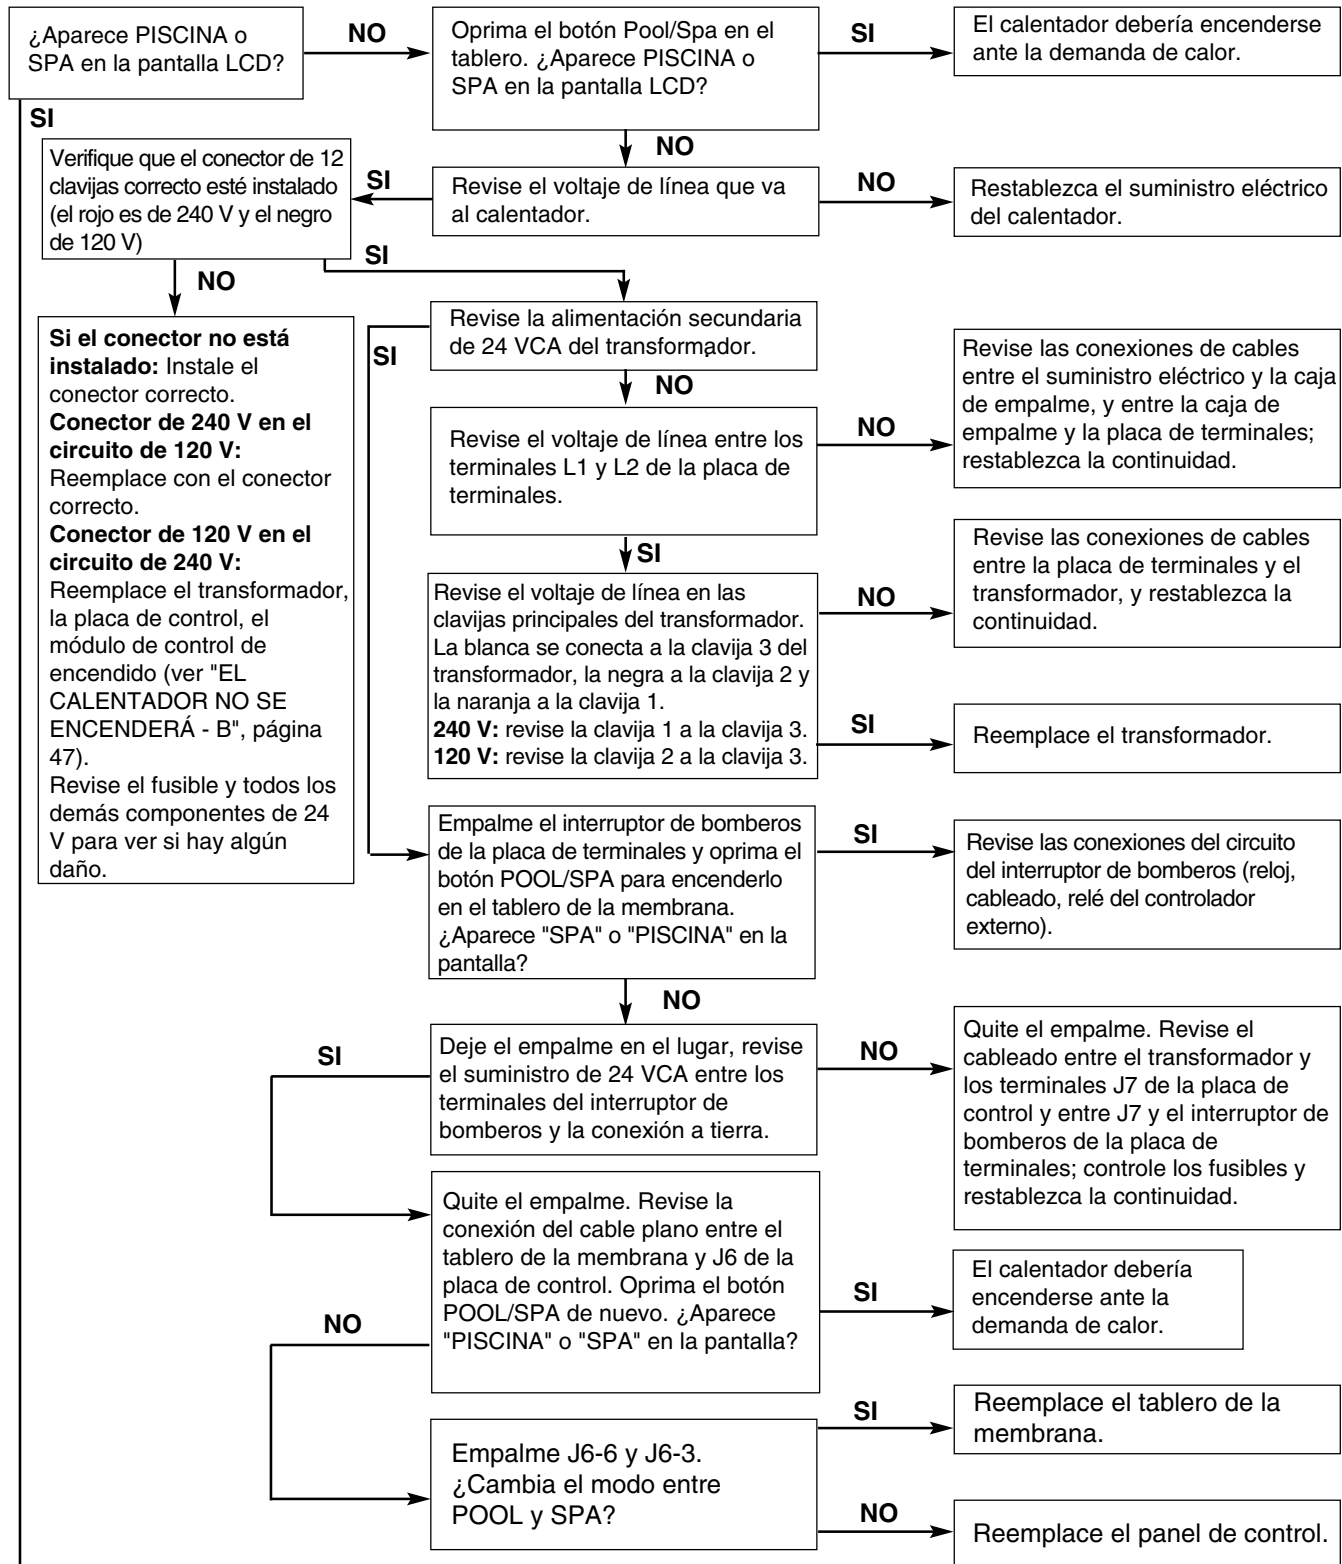 ¿Aparece PISCINA o
SPA en la pantalla LCD?
NO
Oprima el botón Pool/Spa en el
tablero. ¿Aparece PISCINA o
SPA en la pantalla LCD?
SI
El calentador debería encenderse
ante la demanda de calor.
SI
NO
Verifique que el conector de 12
clavijas correcto esté instalado
(el rojo es de 240 V y el negro
de 120 V)
SI
Revise el voltaje de línea que va
al calentador.
NO
Restablezca el suministro eléctrico
del calentador.
SI
NO
Si el conector no está
instalado: Instale el
conector correcto.
Conector de 240 V en el
circuito de 120 V:
Reemplace con el conector
correcto.
Conector de 120 V en el
circuito de 240 V:
Reemplace el transformador,
la placa de control, el
módulo de control de
encendido (ver "EL
CALENTADOR NO SE
ENCENDERÁ - B", página
47).
Revise el fusible y todos los
demás componentes de 24
V para ver si hay algún
daño.
SI
Revise la alimentación secundaria
de 24 VCA del transformador.
NO
Revise el voltaje de línea entre los
terminales L1 y L2 de la placa de
terminales.
NO
Revise las conexiones de cables
entre el suministro eléctrico y la caja
de empalme, y entre la caja de
empalme y la placa de terminales;
restablezca la continuidad.
SI
Revise el voltaje de línea en las
clavijas principales del transformador.
La blanca se conecta a la clavija 3 del
transformador, la negra a la clavija 2 y
la naranja a la clavija 1.
240 V: revise la clavija 1 a la clavija 3.
120 V: revise la clavija 2 a la clavija 3.
NO
Revise las conexiones de cables
entre la placa de terminales y el
transformador, y restablezca la
continuidad.
SI
Reemplace el transformador.
Empalme el interruptor de bomberos
de la placa de terminales y oprima el
botón POOL/SPA para encenderlo
en el tablero de la membrana.
¿Aparece "SPA" o "PISCINA" en la
pantalla?
SI
Revise las conexiones del circuito
del interruptor de bomberos (reloj,
cableado, relé del controlador
externo).
NO
SI
Deje el empalme en el lugar, revise
el suministro de 24 VCA entre los
terminales del interruptor de
bomberos y la conexión a tierra.
NO
Quite el empalme. Revise el
cableado entre el transformador y
los terminales J7 de la placa de
control y entre J7 y el interruptor de
bomberos de la placa de
terminales; controle los fusibles y
restablezca la continuidad.
Quite el empalme. Revise la
conexión del cable plano entre el
tablero de la membrana y J6 de la
placa de control. Oprima el botón
POOL/SPA de nuevo. ¿Aparece
"PISCINA" o "SPA" en la pantalla?
SI
El calentador debería
encenderse ante la
demanda de calor.
NO
Empalme J6-6 y J6-3.
¿Cambia el modo entre
POOL y SPA?
SI
Reemplace el tablero de la
membrana.
NO
Reemplace el panel de control.